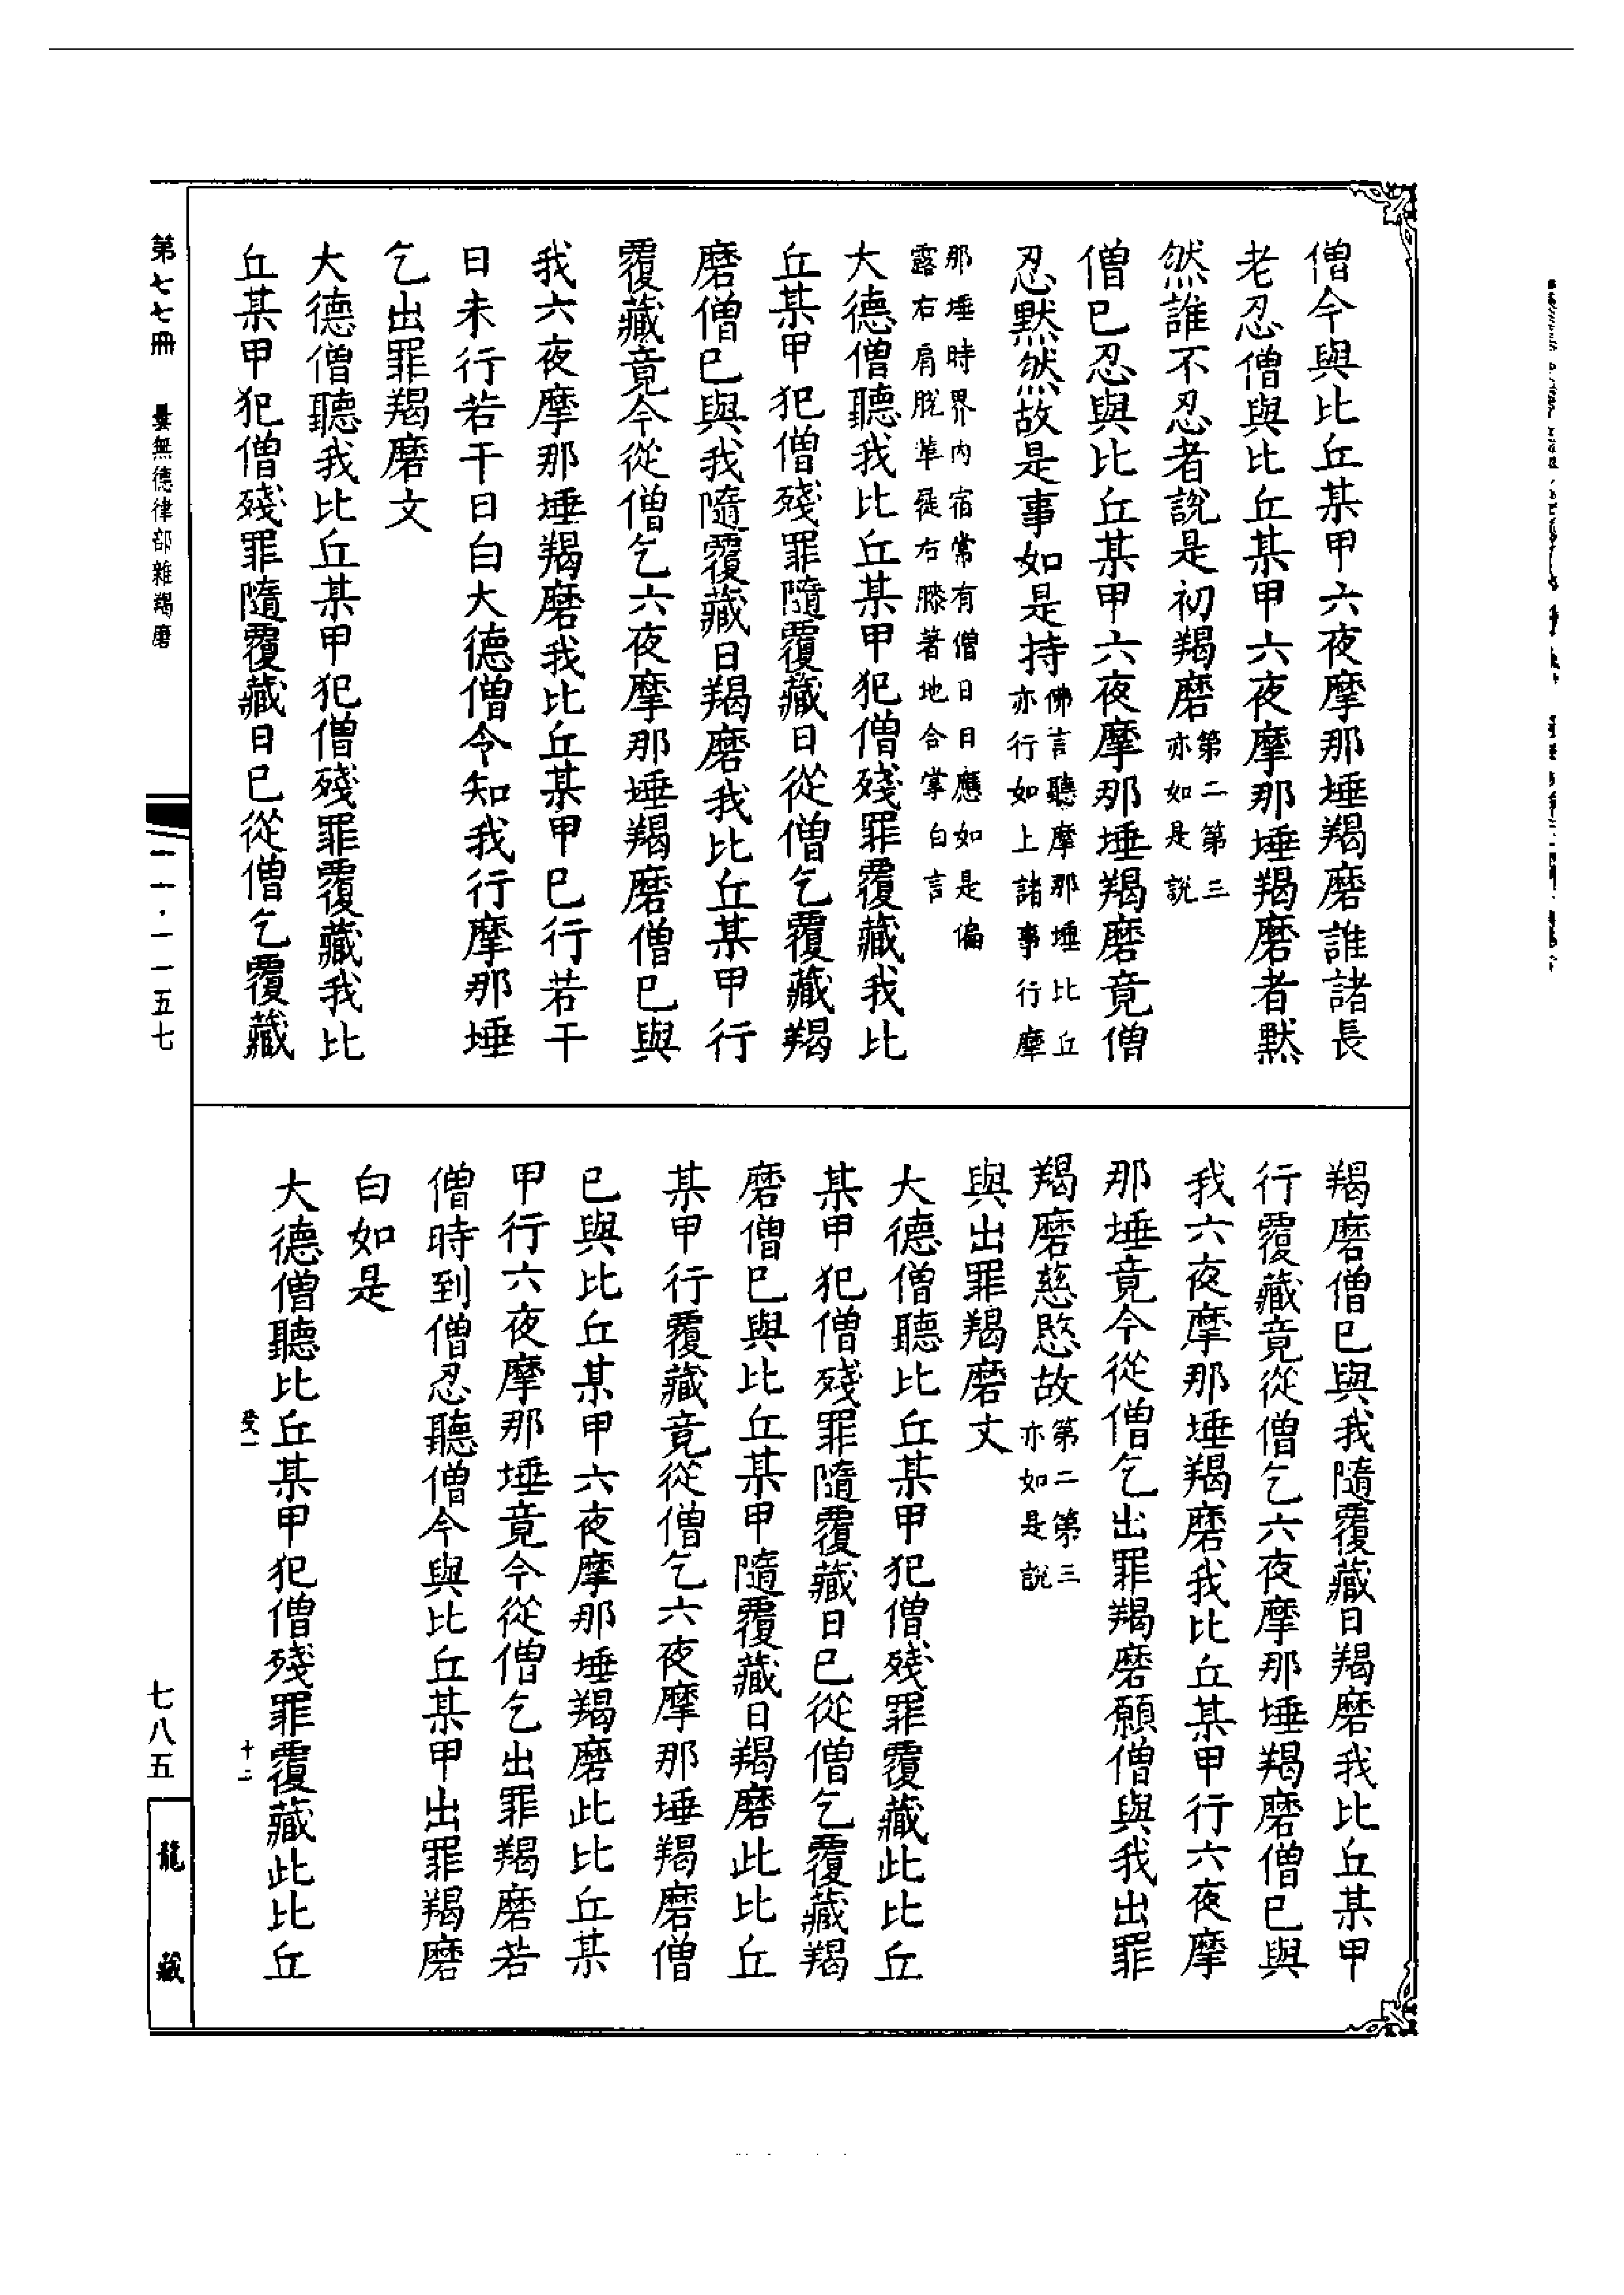 僧今與比丘某甲六夜摩那埵羯磨誰諸長
老忍僧與比丘某甲六夜摩那埵羯磨者默
然誰不忍者說是初羯磨第二第三亦如是說
僧巳忍與比丘某甲六夜摩那埵羯磨竟僧
忍默然故是事如是持佛言聽摩那埵比丘亦行如上諸事行摩
那埵時界內宿常有僧日日應如是偏露右肩脫革屣右膝著地合掌白言
大德僧聽我比丘某甲犯僧殘罪覆藏我比
丘某甲犯僧殘罪隨覆藏日從僧乞覆藏羯
磨僧巳與我隨覆藏日羯磨我比丘某甲行
覆藏竟今從僧乞六夜摩那埵羯磨僧巳與
我六夜摩那埵羯磨我比丘某甲巳行若干
日未行若干日白大德僧令知我行摩那埵
乞出罪羯磨文
大德僧聽我比丘某甲犯僧殘罪覆藏我比
丘某甲犯僧殘罪隨覆藏日巳從僧乞覆藏
羯磨僧巳與我隨覆藏日羯磨我比丘某甲
行覆藏竟從僧乞六夜摩那埵羯磨僧巳與
我六夜摩那埵羯磨我比丘某甲行六夜摩
那埵竟今從僧乞出罪羯磨願僧與我出罪
羯磨慈愍故第二第三亦如是說
與出罪羯磨文
大德僧聽比丘某甲犯僧殘罪覆藏此比丘
某甲犯僧殘罪隨覆藏日巳從僧乞覆藏羯
磨僧巳與比丘某甲隨覆藏日羯磨此比丘
某甲行覆藏竟從僧乞六夜摩那埵羯磨僧
巳與比丘某甲六夜摩那埵羯磨此比丘某
甲行六夜摩那埵竟今從僧乞出罪羯磨若
僧時到僧忍聽僧今與比丘某甲出罪羯磨
白如是
大德僧聽比丘某甲犯僧殘罪覆藏此比丘
受一 十二
第七七冊 曇無德律部雜羯磨 一一·一一五七 七八五 龍藏